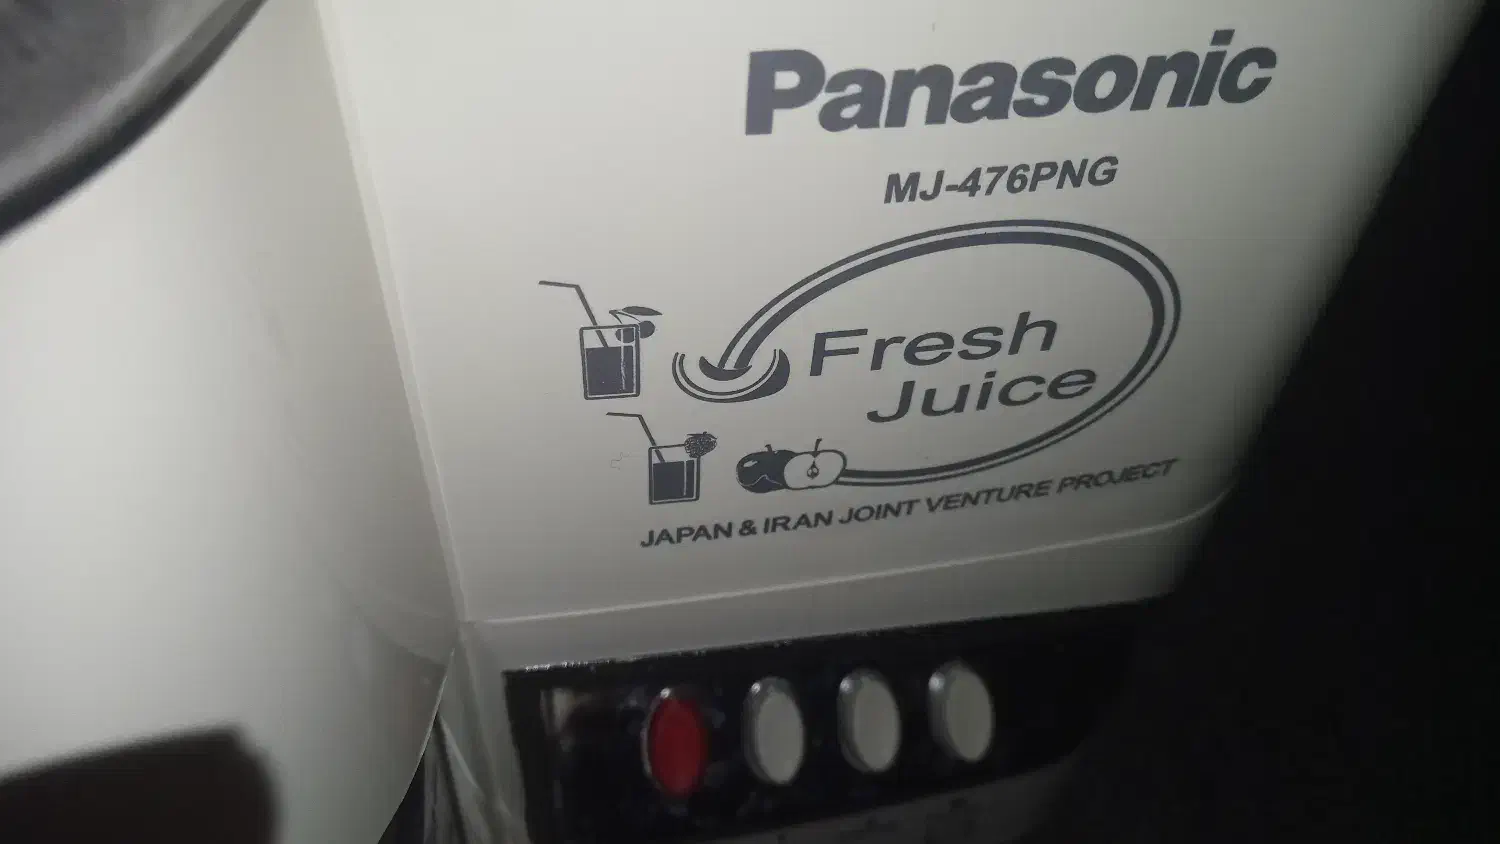 Panasonic
MJ-476PNG
Fresh
Juice
JAPAN & IRAN JOINT VENTURE PROJECT